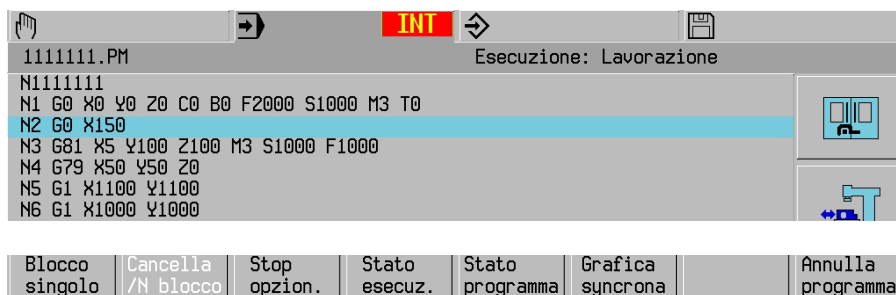 INT
1111111.PM Esecuzione: Lavorazione
N1111111
N1 G0 X0 Y0 Z0 C0 B0 F2000 S1000 M3 T0
N2 G0 X150
N3 G81 X5 Y100 Z100 M3 S1000 F1000
N4 G79 X50 Y50 Z0
N5 G1 X1100 Y1100
N6 G1 X1000 Y1000
Blocco Cancella Stop Stato Stato Grafica Annulla
singolo /N blocco opzion. esecuz. programma syncrona programma